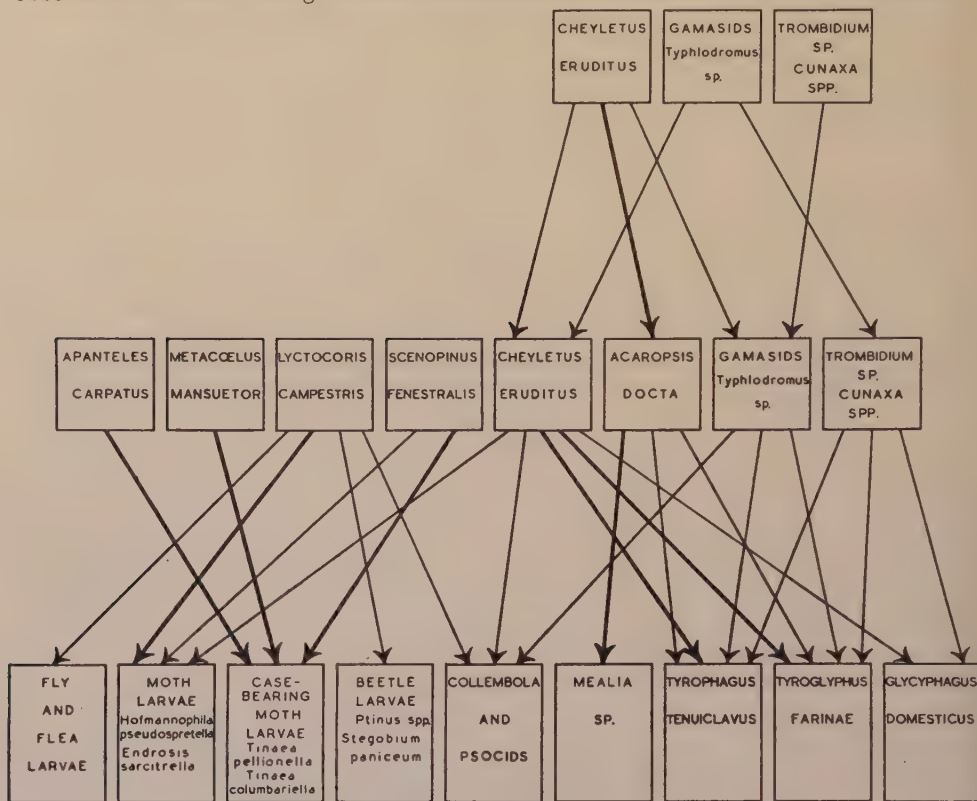 CHEYLETUS
ERUDITUS
GAMASIDS
Typhlodromus
sp.
TROMBIDIUM
SP.
CUNAXA
SPP.
APANTELES
CARPATUS
METACŒLUS
MANSUETOR
LYCTOCORIS
CAMPESTRIS
SCENOPINUS
FENESTRALIS
CHEYLETUS
ERUDITUS
ACAROPSIS
DOCTA
GAMASIDS
Typhlodromus
sp.
TROMBIDIUM
SP.
CUNAXA
SPP.
FLY
AND
FLEA
LARVAE
MOTH
LARVAE
Hofmannophila
pseudospretella
Endrosis
sarcitrella
CASE-
BEARING
MOTH
LARVAE
Tinaea
pellionella
Tinaea
columbariella
BEETLE
LARVAE
Ptinus spp.
Stegobium
paniceum
COLLEMBOLA
AND
PSOCIDS
MEALIA
SP.
TYROPHAGUS
TENUICLAVUS
TYROGLYPHUS
FARINAE
GLYCYPHAGUS
DOMESTICUS